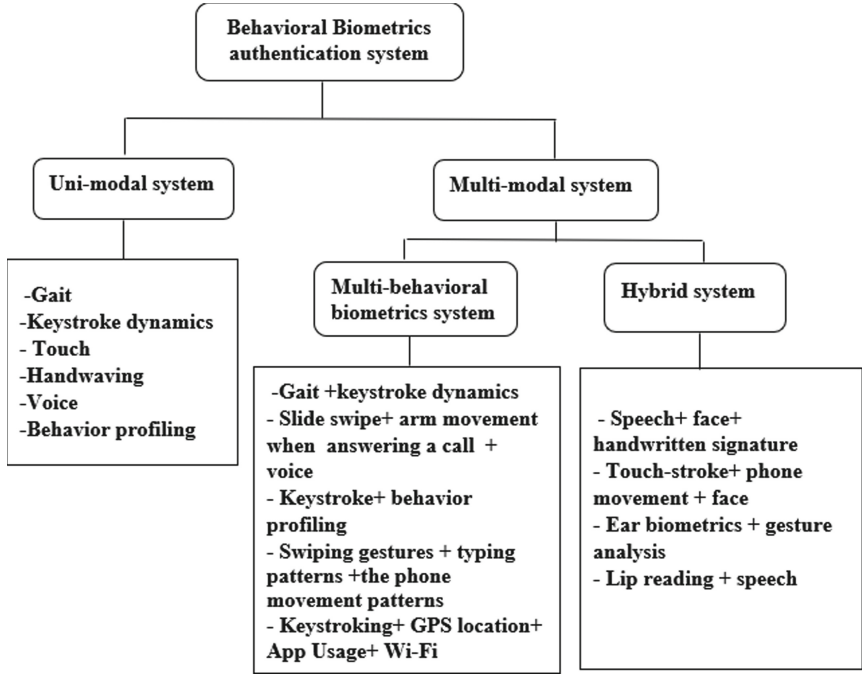 Behavioral Biometrics
authentication system
Uni-modal system
Multi-modal system
-Gait
-Keystroke dynamics
- Touch
-Handwaving
-Voice
-Behavior profiling
Multi-behavioral
biometrics system
Hybrid system
-Gait +keystroke dynamics
- Slide swipe+ arm movement
when answering a call +
voice
- Keystroke+ behavior
profiling
- Swiping gestures + typing
patterns +the phone
movement patterns
- Keystroking+ GPS location+
App Usage+ Wi-Fi
- Speech+ face+
handwritten signature
- Touch-stroke+ phone
movement + face
- Ear biometrics + gesture
analysis
- Lip reading + speech